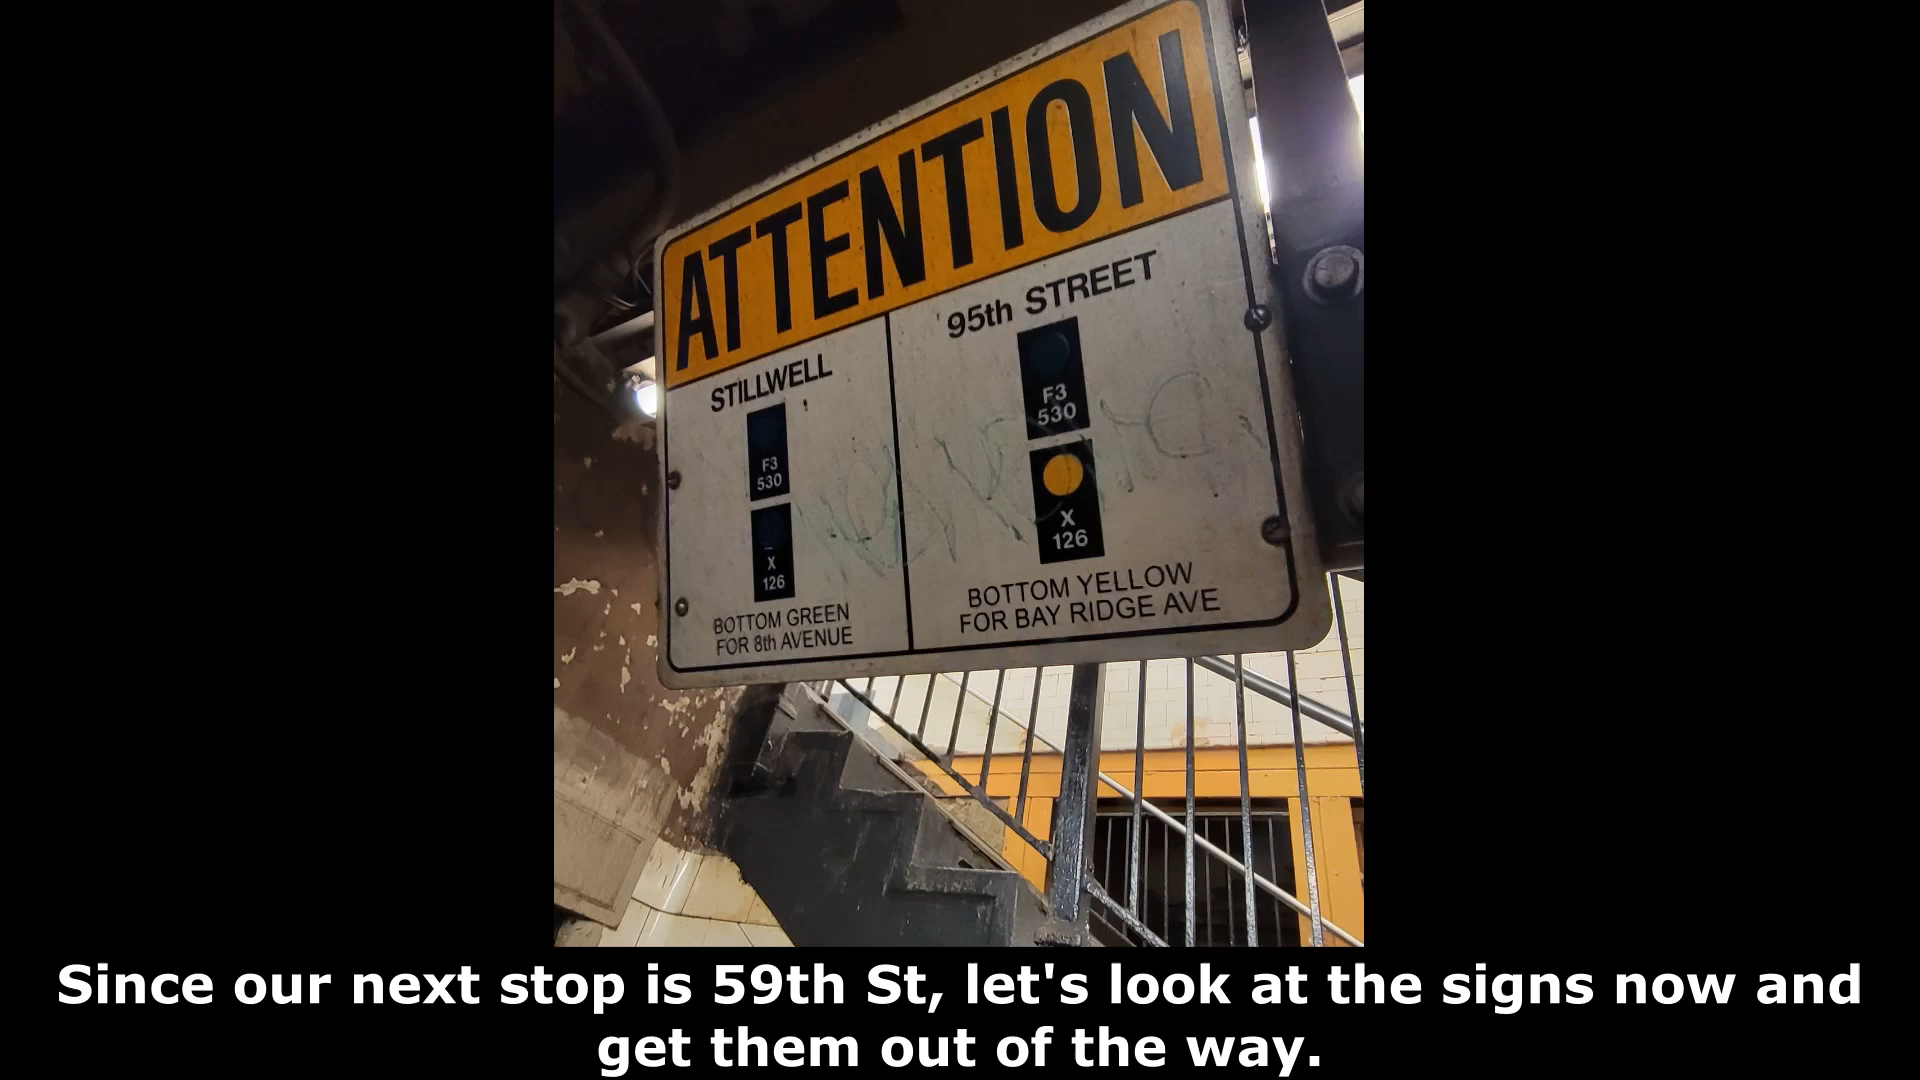 ATTENTION
STILLWELL
F3
530
X
126
BOTTOM GREEN
FOR 8th AVENUE
95th STREET
F3
530
X
126
BOTTOM YELLOW
FOR BAY RIDGE AVE
Since our next stop is 59th St, let's look at the signs now and
get them out of the way.